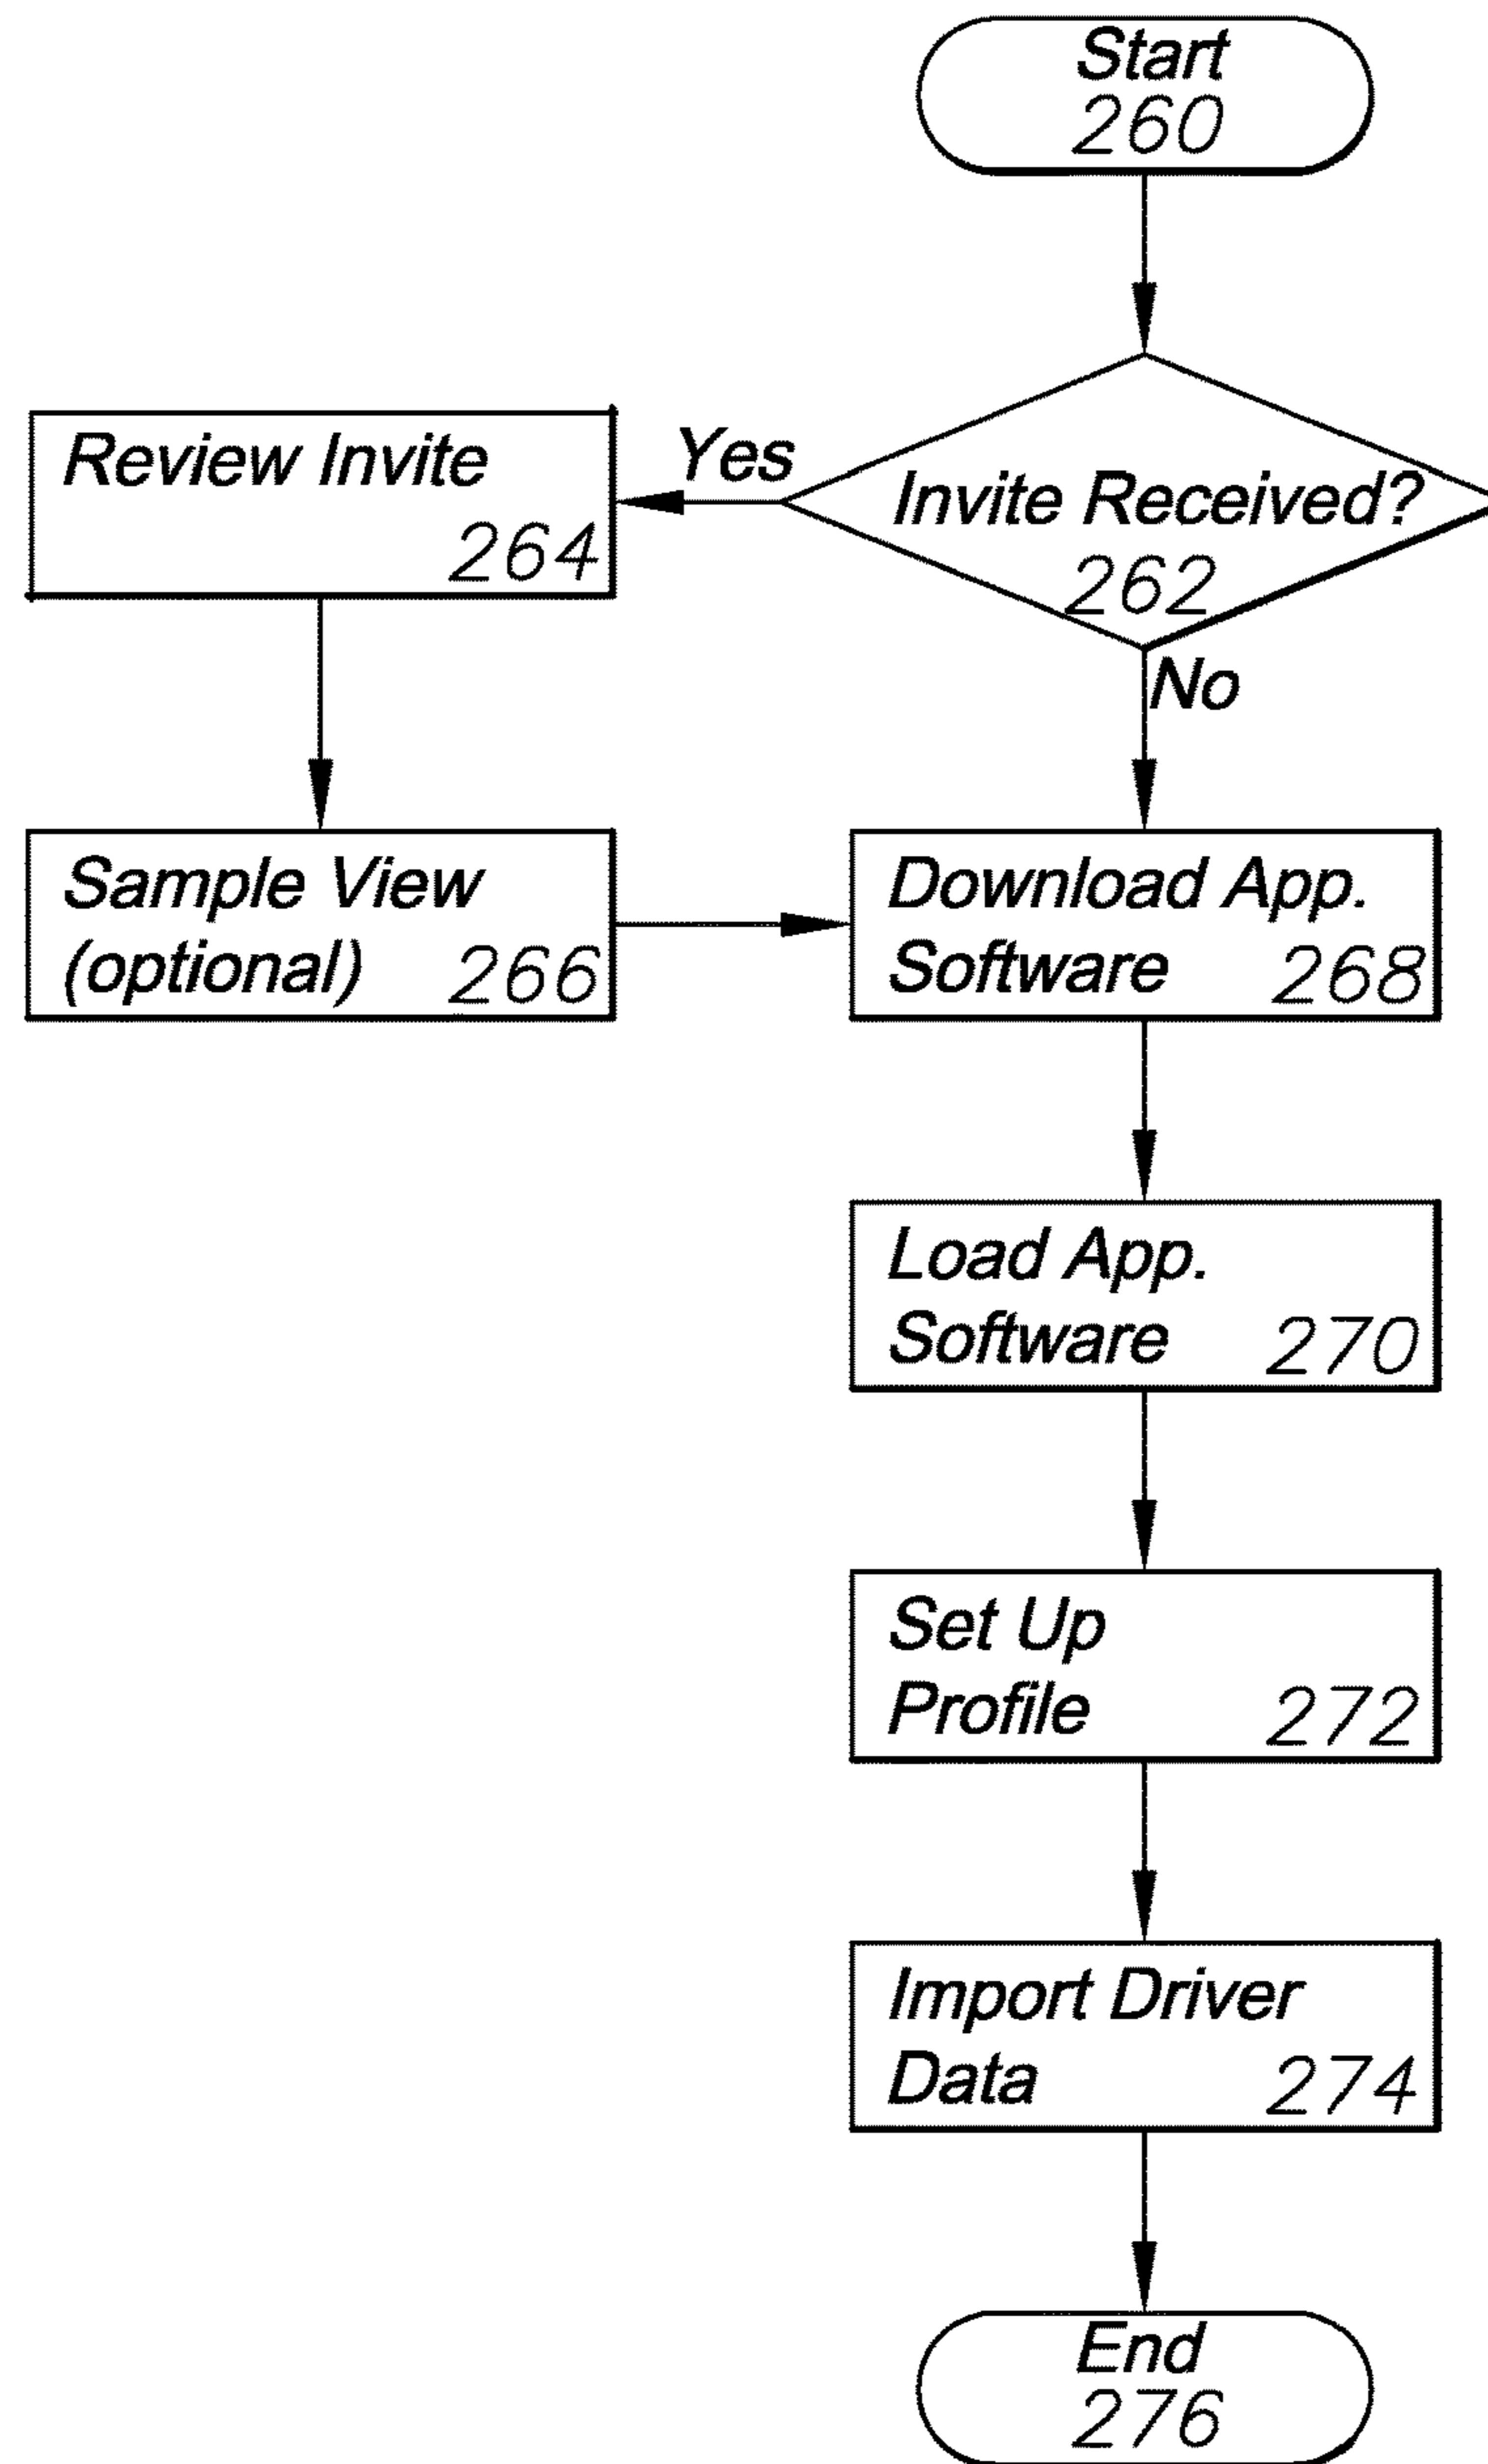 Start
260
Invite Received?
262
Yes
Review Invite
264
No
Sample View
(optional) 266
Download App.
Software 268
Load App.
Software 270
Set Up
Profile 272
Import Driver
Data 274
End
276